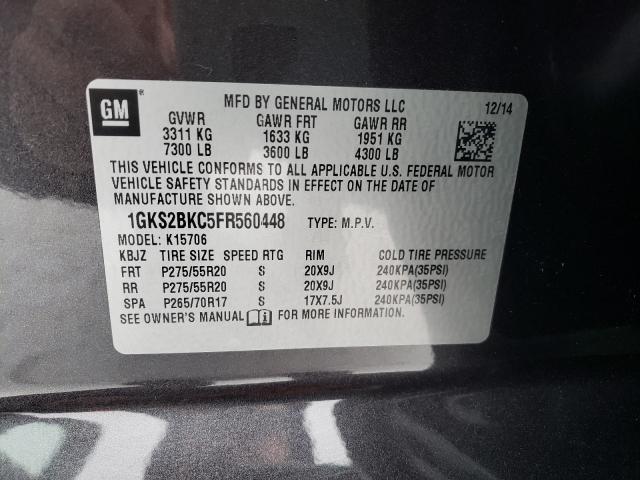 GM
MFD BY GENERAL MOTORS LLC 12/14
GVWR GAWR FRT GAWR RR
3311 KG 1633 KG 1951 KG
7300 LB 3600 LB 4300 LB
THIS VEHICLE CONFORMS TO ALL APPLICABLE U.S. FEDERAL MOTOR
VEHICLE SAFETY STANDARDS IN EFFECT ON THE DATE OF
MANUFACTURE SHOWN ABOVE.
1GKS2BKC5FR560448 TYPE: M.P.V.
MODEL: K15706
KBJZ TIRE SIZE SPEED RTG RIM COLD TIRE PRESSURE
FRT P275/55R20 S 20X9J 240KPA(35PSI)
RR P275/55R20 S 20X9J 240KPA(35PSI)
SPA P265/70R17 S 17X7.5J 240KPA(35PSI)
SEE OWNER'S MANUAL FOR MORE INFORMATION.